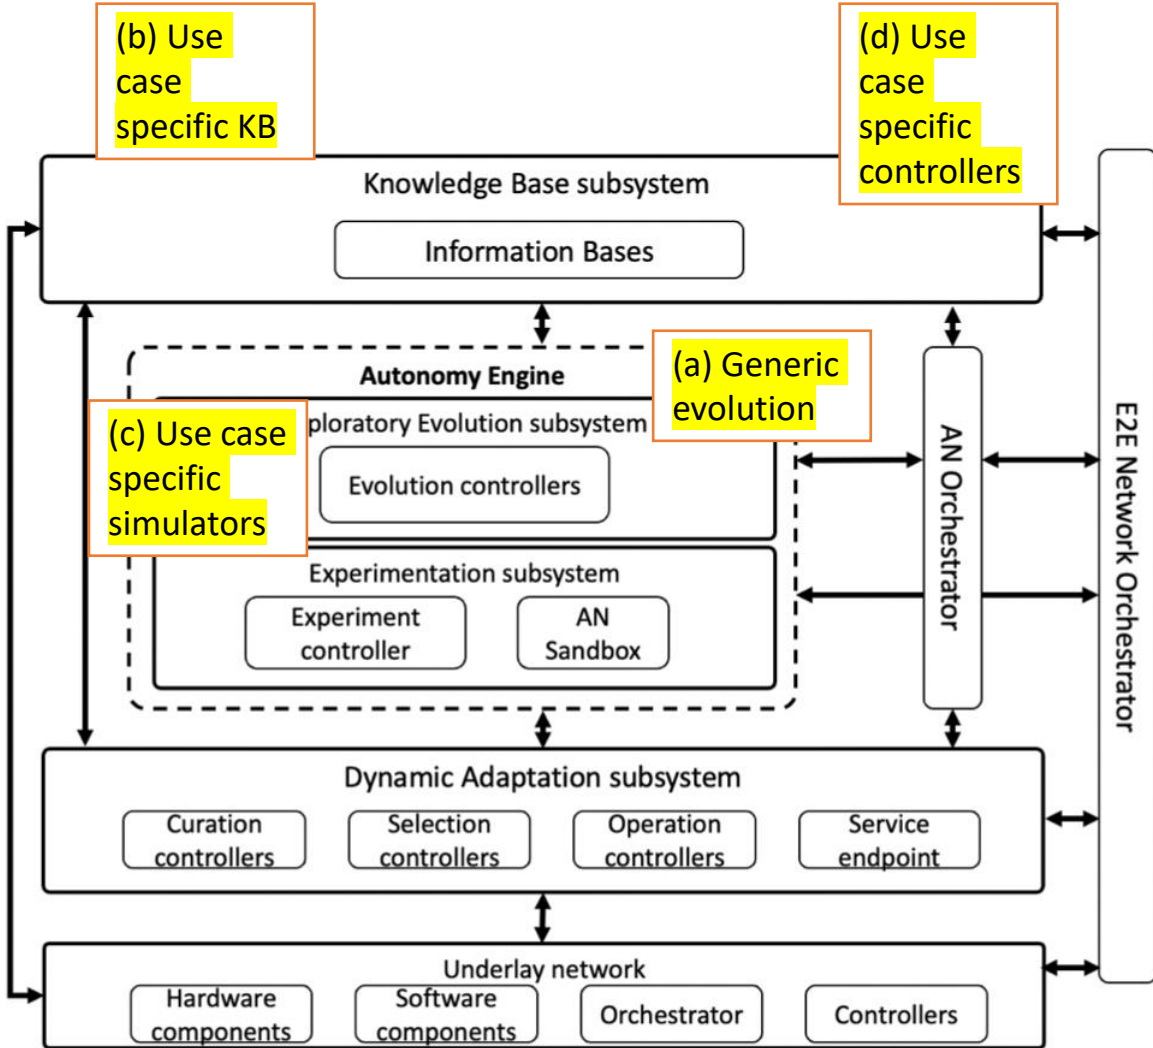 (b) Use
case
specific KB
(d) Use
case
specific
controllers
Knowledge Base subsystem
Information Bases
Autonomy Engine
(a) Generic
evolution
ploratory Evolution subsystem
(c) Use case
specific
simulators
Evolution controllers
Experimentation subsystem
Experiment
controller
AN
Sandbox
AN Orchestrator
E2E Network Orchestrator
Dynamic Adaptation subsystem
Curation
controllers
Selection
controllers
Operation
controllers
Service
endpoint
Underlay network
Hardware
components
Software
components
Orchestrator
Controllers